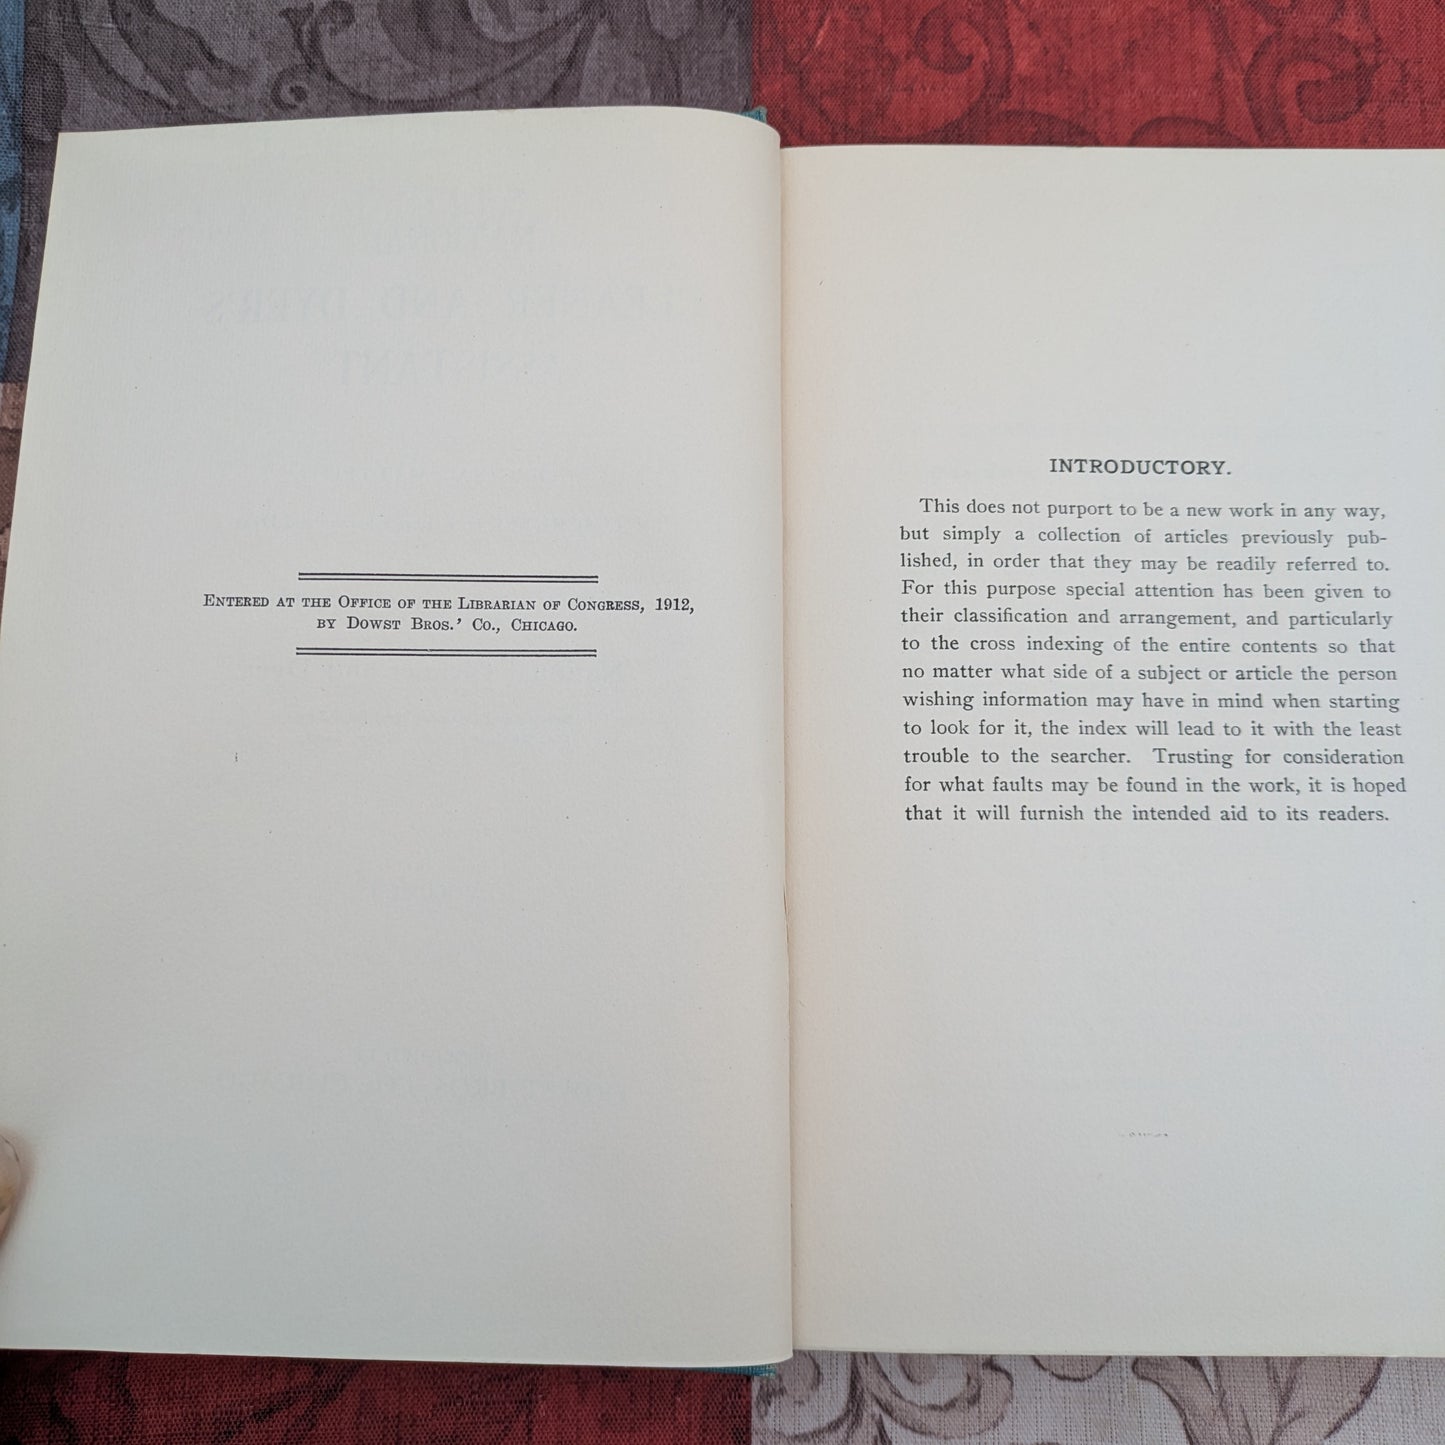 Entered at the Office of the Librarian of Congress, 1912,
by Dowst Bros.' Co., Chicago.
INTRODUCTORY.
This does not purport to be a new work in any way,
but simply a collection of articles previously pub-
lished, in order that they may be readily referred to.
For this purpose special attention has been given to
their classification and arrangement, and particularly
to the cross indexing of the entire contents so that
no matter what side of a subject or article the person
wishing information may have in mind when starting
to look for it, the index will lead to it with the least
trouble to the searcher. Trusting for consideration
for what faults may be found in the work, it is hoped
that it will furnish the intended aid to its readers.